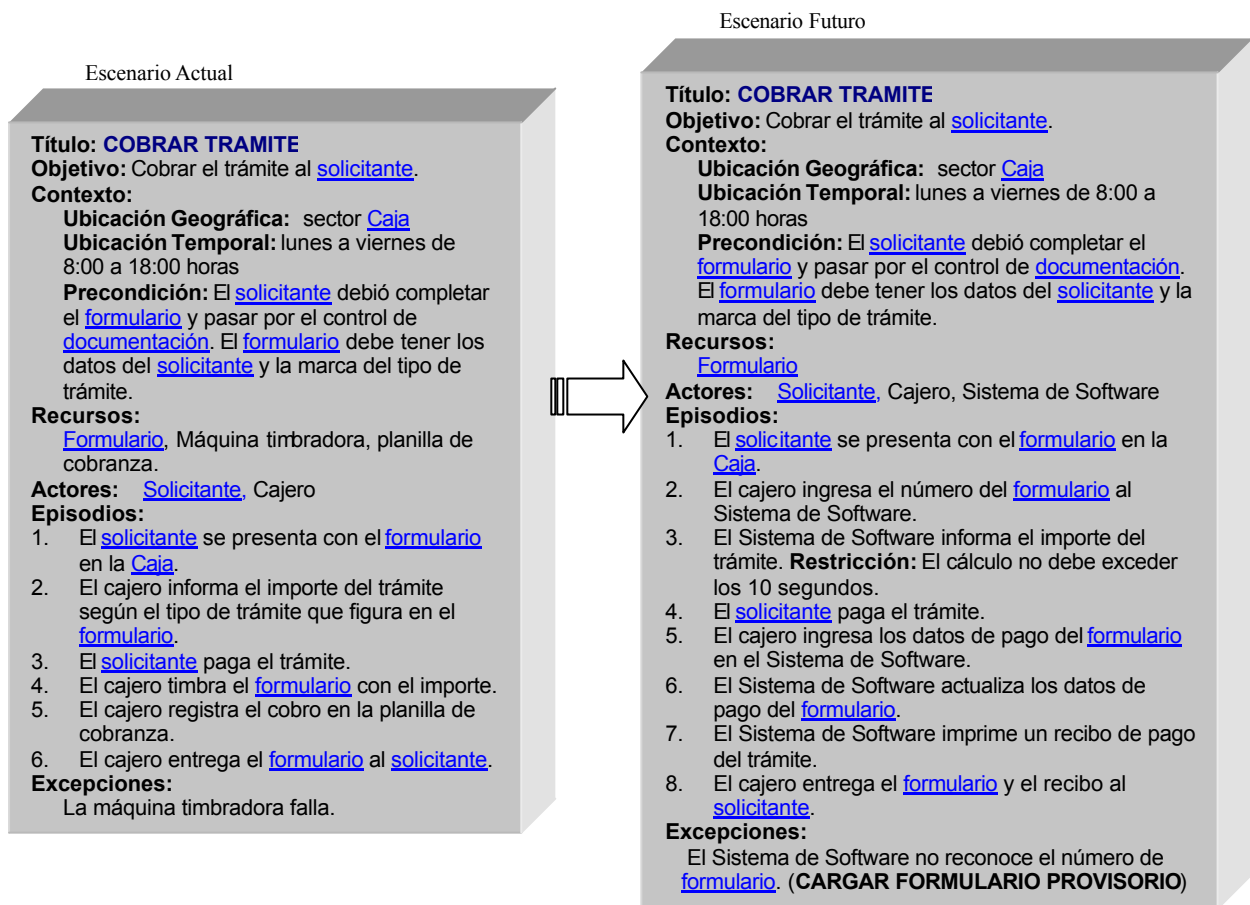 Escenario Actual
Título: COBRAR TRAMITE
Objetivo: Cobrar el trámite al solicitante.
Contexto:
Ubicación Geográfica: sector Caja
Ubicación Temporal: lunes a viernes de
8:00 a 18:00 horas
Precondición: El solicitante debió completar
el formulario y pasar por el control de
documentación. El formulario debe tener los
datos del solicitante y la marca del tipo de
trámite.
Recursos:
Formulario, Máquina timbradora, planilla de
cobranza.
Actores: Solicitante, Cajero
Episodios:
1. El solicitante se presenta con el formulario
en la Caja.
2. El cajero informa el importe del trámite
según el tipo de trámite que figura en el
formulario.
3. El solicitante paga el trámite.
4. El cajero timbra el formulario con el importe.
5. El cajero registra el cobro en la planilla de
cobranza.
6. El cajero entrega el formulario al solicitante.
Excepciones:
La máquina timbradora falla.
Escenario Futuro
Título: COBRAR TRAMITE
Objetivo: Cobrar el trámite al solicitante.
Contexto:
Ubicación Geográfica: sector Caja
Ubicación Temporal: lunes a viernes de 8:00 a
18:00 horas
Precondición: El solicitante debió completar el
formulario y pasar por el control de documentación.
El formulario debe tener los datos del solicitante y la
marca del tipo de trámite.
Recursos:
Formulario
Actores: Solicitante, Cajero, Sistema de Software
Episodios:
1. El solicitante se presenta con el formulario en la
Caja.
2. El cajero ingresa el número del formulario al
Sistema de Software.
3. El Sistema de Software informa el importe del
trámite. Restricción: El cálculo no debe exceder
los 10 segundos.
4. El solicitante paga el trámite.
5. El cajero ingresa los datos de pago del formulario
en el Sistema de Software.
6. El Sistema de Software actualiza los datos de
pago del formulario.
7. El Sistema de Software imprime un recibo de pago
del trámite.
8. El cajero entrega el formulario y el recibo al
solicitante.
Excepciones:
El Sistema de Software no reconoce el número de
formulario. (CARGAR FORMULARIO PROVISORIO)